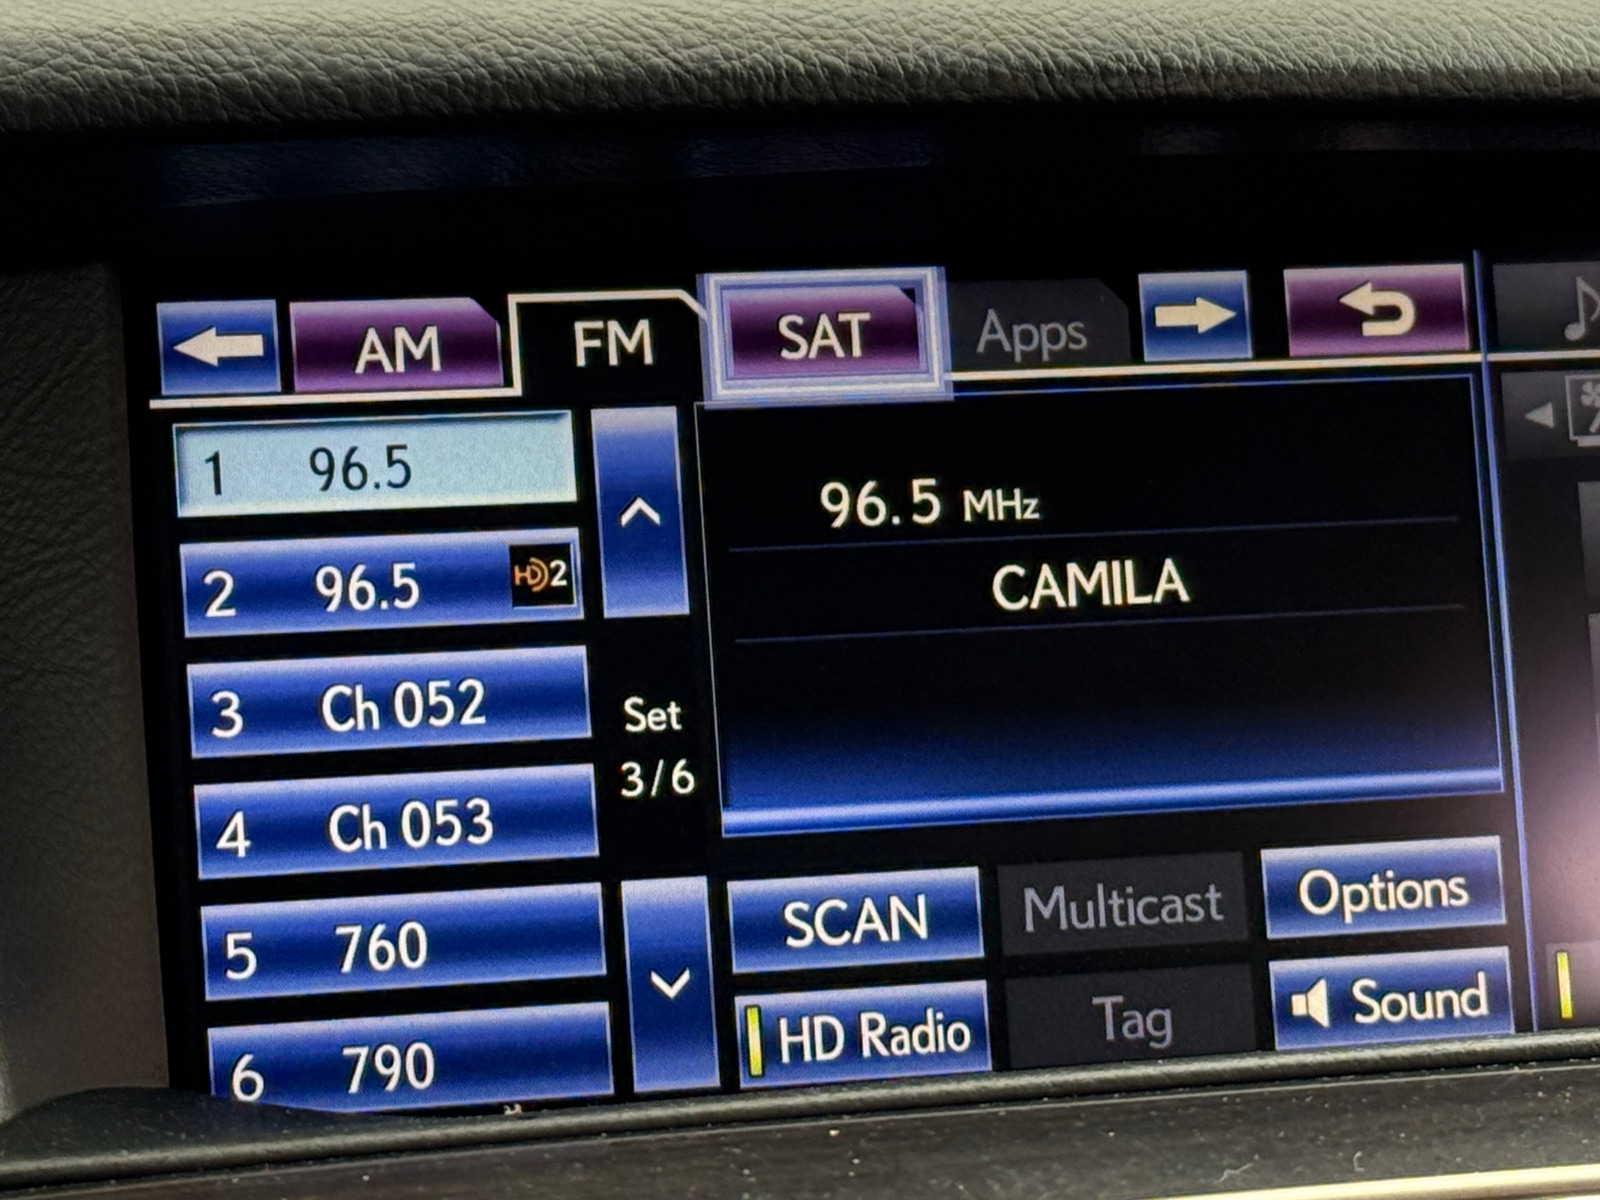 AM
FM
SAT
Apps
1 96.5
2 96.5 HD2
3 Ch 052
4 Ch 053
5 760
6 790
Set
3/6
96.5 MHz
CAMILA
SCAN
Multicast
Options
HD Radio
Tag
Sound